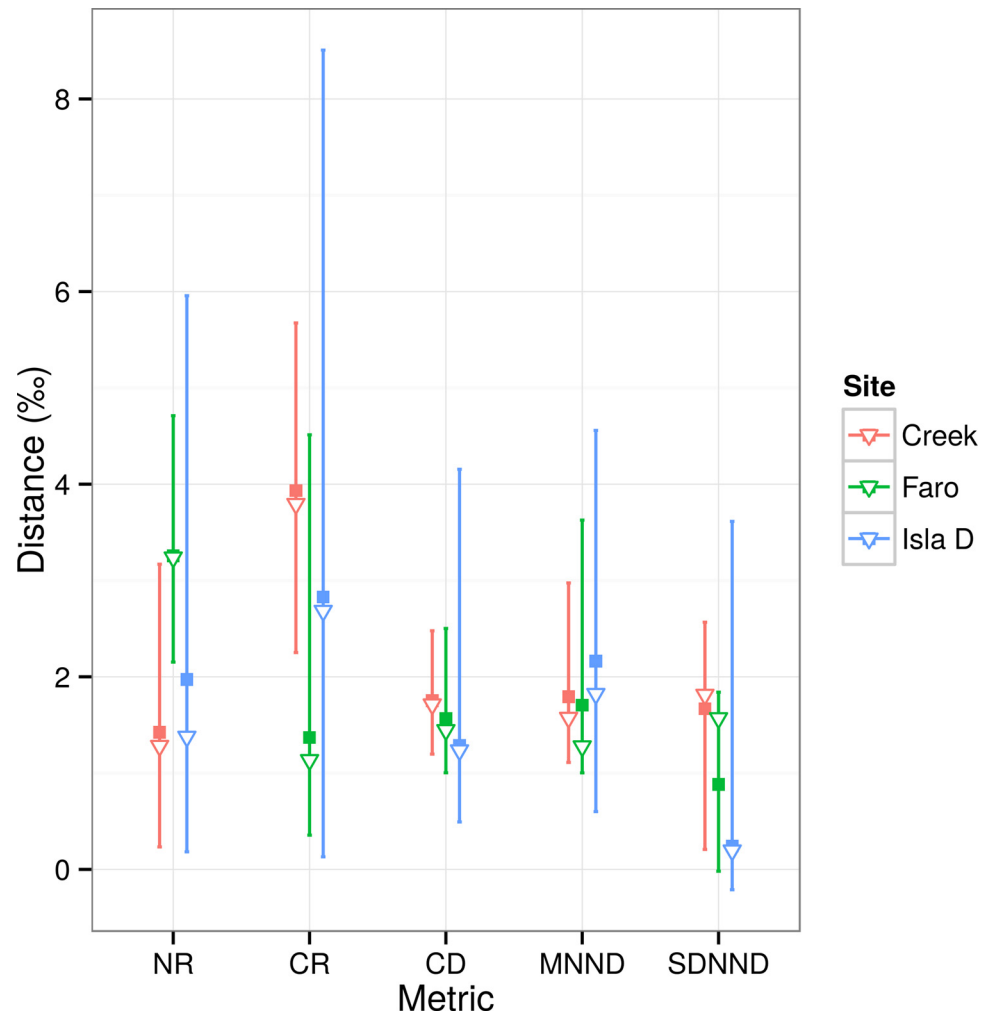 8
6
4
2
0
Distance (‰)
NR CR CD MNND SDNND
Metric
Site
Creek
Faro
Isla D